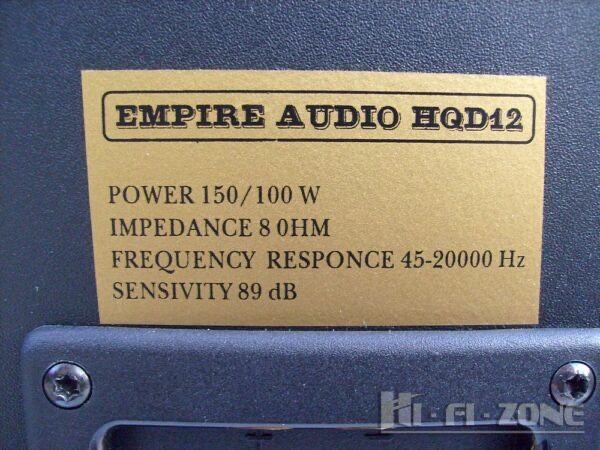 EMPIRE AUDIO HQD12
POWER 150/100 W
IMPEDANCE 8 0HM
FREQUENCY RESPONCE 45-20000 Hz
SENSIVITY 89 dB
HI-FI-ZONE